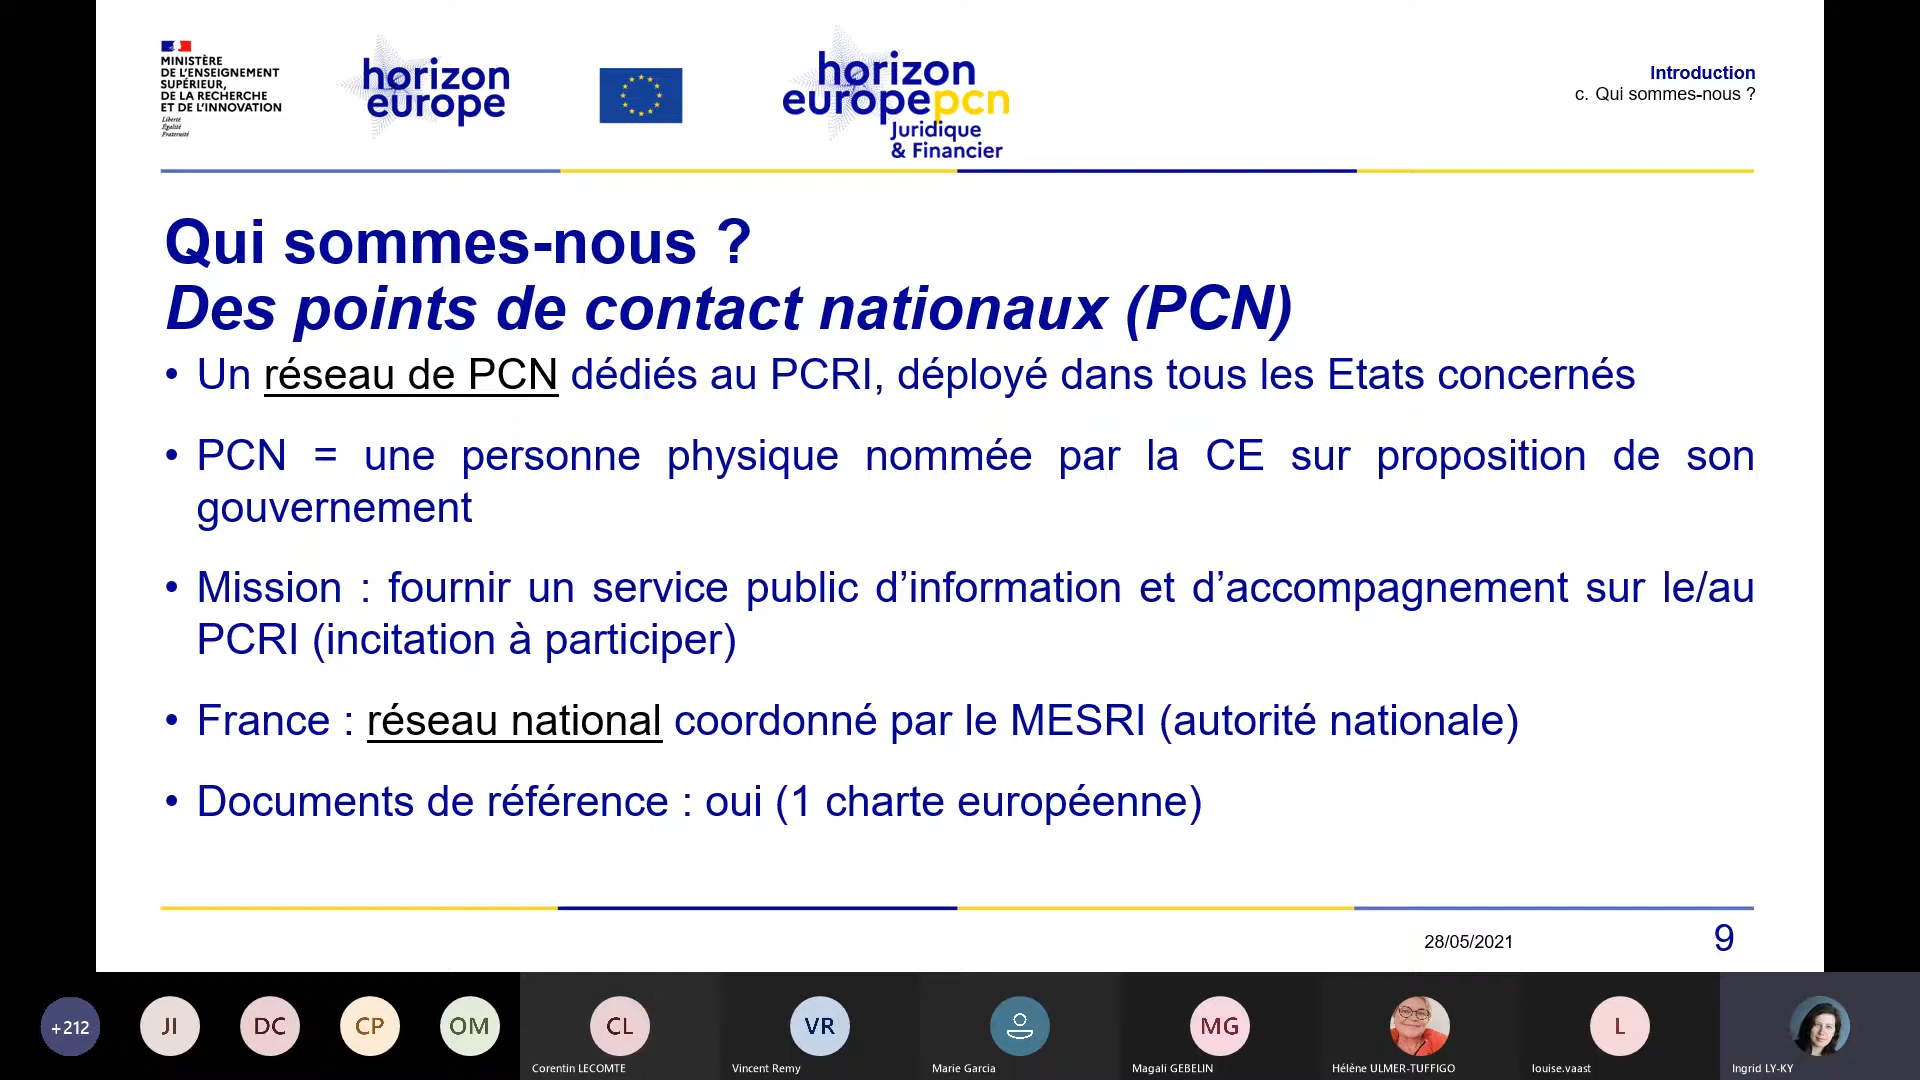 MINISTÈRE
DE L'ENSEIGNEMENT
SUPÉRIEUR,
DE LA RECHERCHE
ET DE L'INNOVATION
Liberté
Égalité
Fraternité
horizon
europe
horizon
europepcn
Juridique
& Financier
Introduction
c. Qui sommes-nous ?
Qui sommes-nous ?
Des points de contact nationaux (PCN)
• Un réseau de PCN dédiés au PCRI, déployé dans tous les Etats concernés
• PCN = une personne physique nommée par la CE sur proposition de son
gouvernement
• Mission : fournir un service public d’information et d’accompagnement sur le/au
PCRI (incitation à participer)
• France : réseau national coordonné par le MESRI (autorité nationale)
• Documents de référence : oui (1 charte européenne)
28/05/2021
9
+212
JI
DC
CP
OM
CL
VR
MG
L
Corentin LECOMTE
Vincent Remy
Marie Garcia
Magali GEBELIN
Hélène ULMER-TUFFIGO
louise.vaast
Ingrid LY-KY